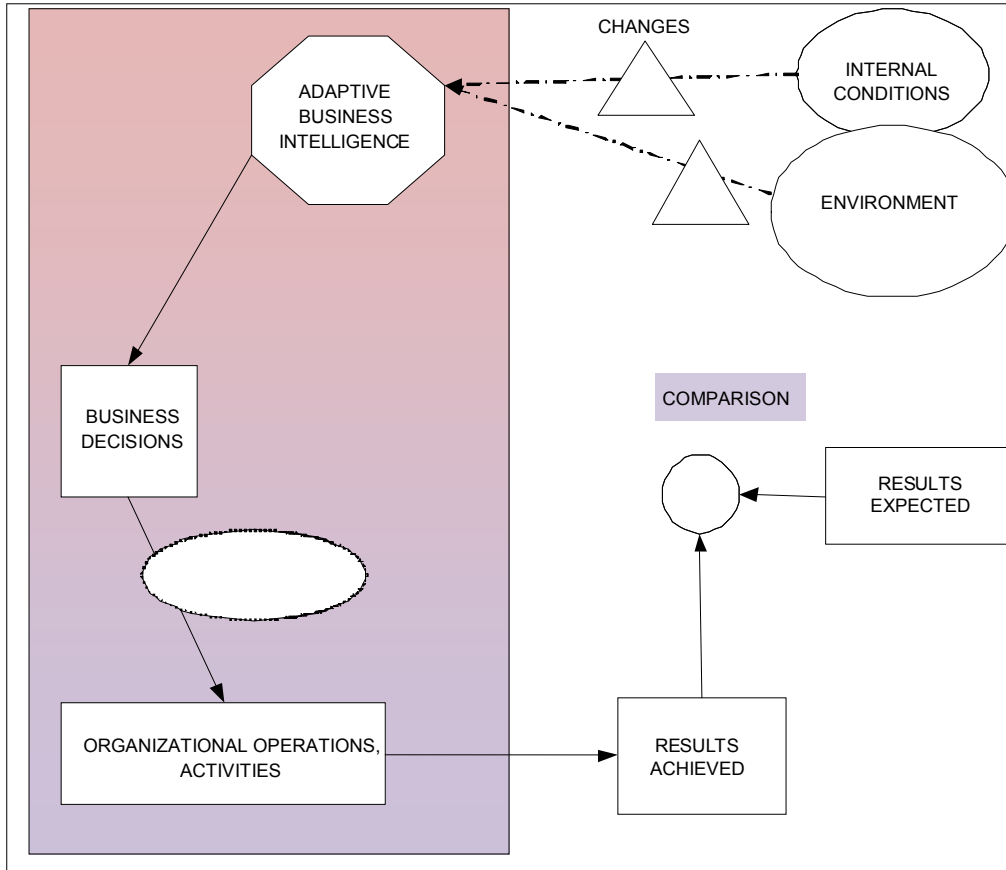 CHANGES
ADAPTIVE
BUSINESS
INTELLIGENCE
INTERNAL
CONDITIONS
ENVIRONMENT
BUSINESS
DECISIONS
COMPARISON
RESULTS
EXPECTED
ORGANIZATIONAL OPERATIONS,
ACTIVITIES
RESULTS
ACHIEVED